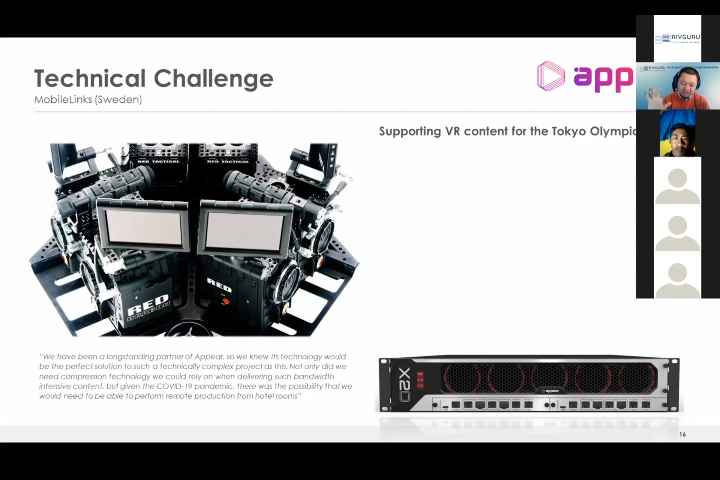 Technical Challenge
MobileLinks (Sweden)
app
RIVGURU
Supporting VR content for the Tokyo Olympic
RED TACTICAL
RED TACTICAL
RED
RED
"We have been a longstanding partner of Appear, so we knew its technology would
be the perfect solution to such a technically complex project as this. Not only did we
need compression technology we could rely on when delivering such bandwidth
intensive content, but given the COVID-19 pandemic, there was the possibility that we
would need to be able to perform remote production from hotel rooms"
X20
appear
16